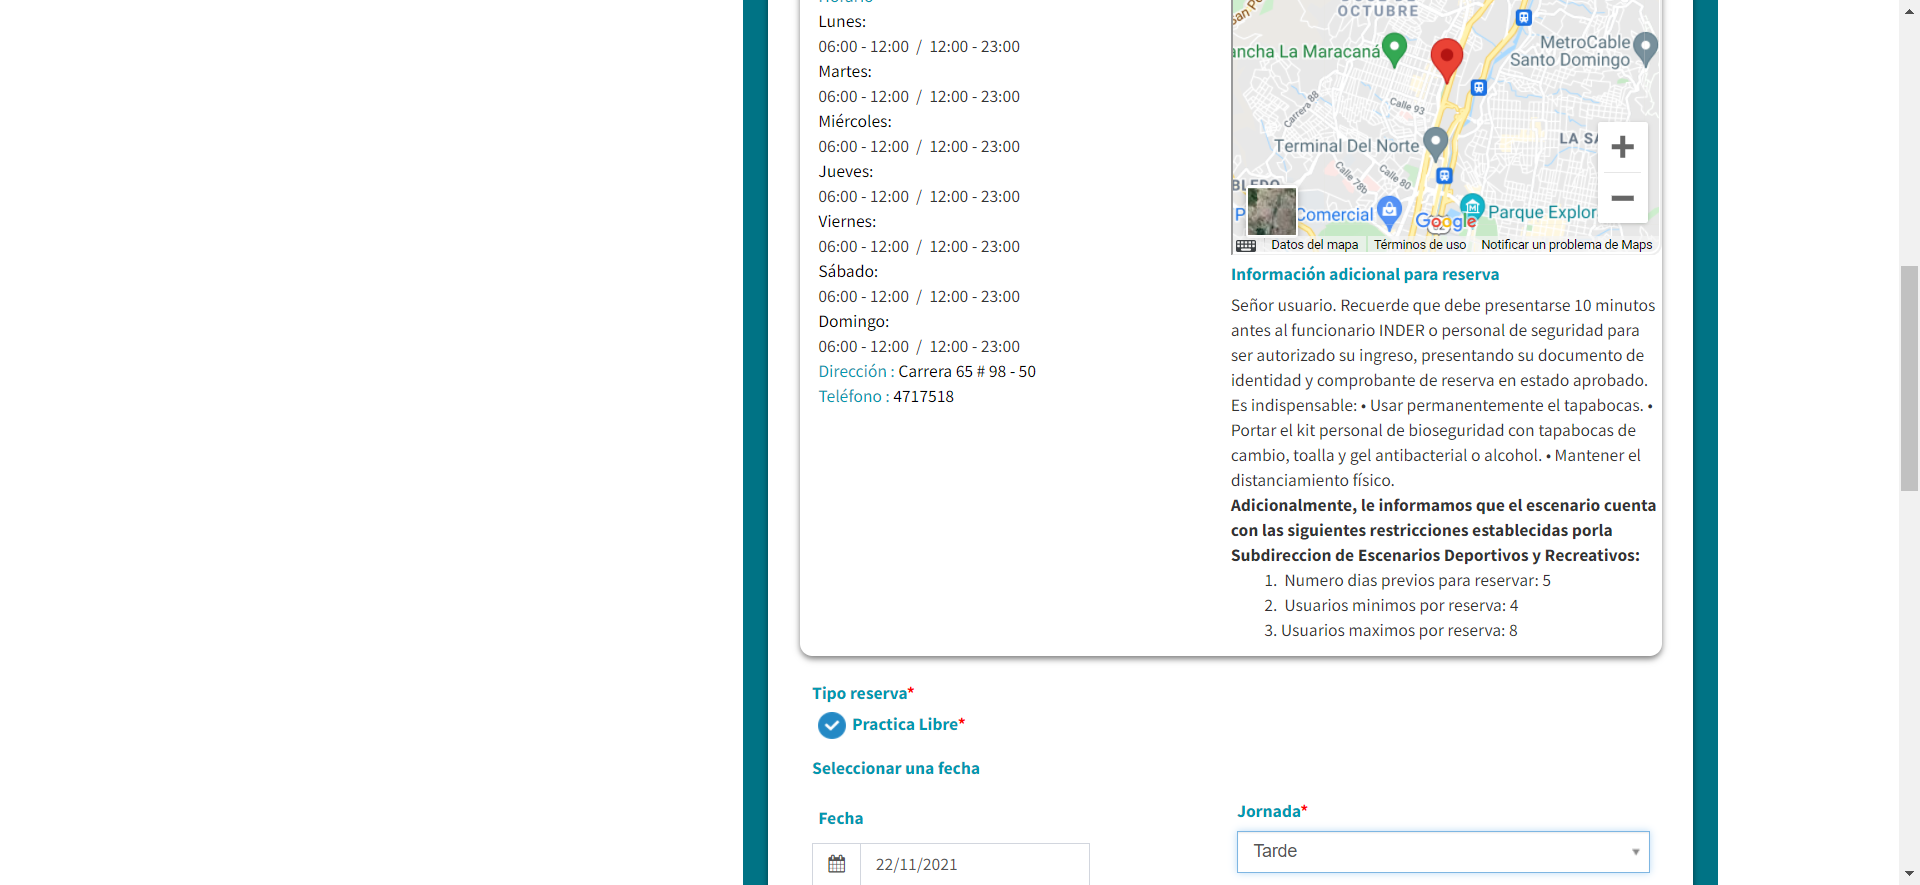 Horario
Lunes:
06:00 - 12:00 / 12:00 - 23:00
Martes:
06:00 - 12:00 / 12:00 - 23:00
Miércoles:
06:00 - 12:00 / 12:00 - 23:00
Jueves:
06:00 - 12:00 / 12:00 - 23:00
Viernes:
06:00 - 12:00 / 12:00 - 23:00
Sábado:
06:00 - 12:00 / 12:00 - 23:00
Domingo:
06:00 - 12:00 / 12:00 - 23:00
Dirección : Carrera 65 # 98 - 50
Teléfono : 4717518
OCTUBRE
ancha La Maracaná
MetroCable
Santo Domingo
Carrera 88
Calle 93
Terminal Del Norte
LA SA
Calle 78b
Calle 80
BLEDO
P
Comercial
Google
Parque Explor
Datos del mapa
Términos de uso
Notificar un problema de Maps
Información adicional para reserva
Señor usuario. Recuerde que debe presentarse 10 minutos
antes al funcionario INDER o personal de seguridad para
ser autorizado su ingreso, presentando su documento de
identidad y comprobante de reserva en estado aprobado.
Es indispensable: • Usar permanentemente el tapabocas. •
Portar el kit personal de bioseguridad con tapabocas de
cambio, toalla y gel antibacterial o alcohol. • Mantener el
distanciamiento físico.
Adicionalmente, le informamos que el escenario cuenta
con las siguientes restricciones establecidas porla
Subdireccion de Escenarios Deportivos y Recreativos:
1. Numero dias previos para reservar: 5
2. Usuarios minimos por reserva: 4
3. Usuarios maximos por reserva: 8
Tipo reserva*
Practica Libre*
Seleccionar una fecha
Fecha
22/11/2021
Jornada*
Tarde